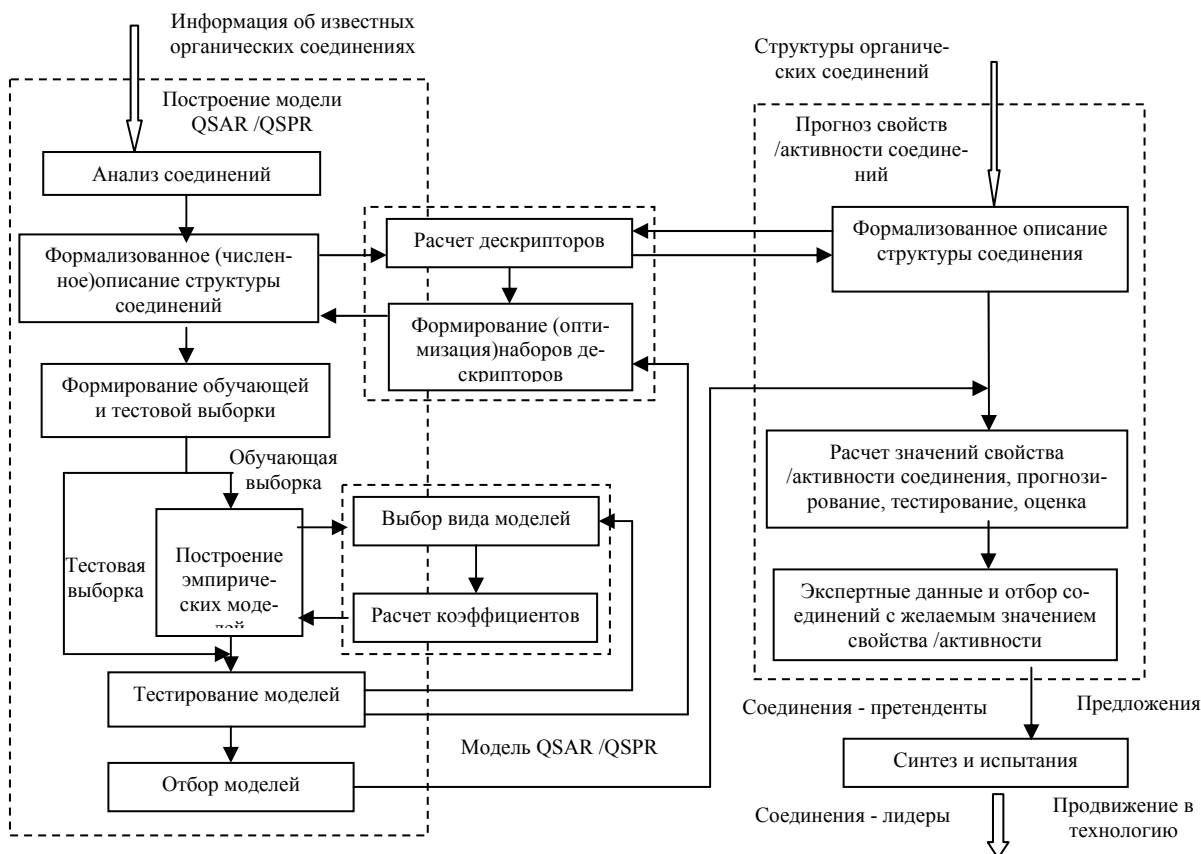 Информация об известных
органических соединениях
Структуры органиче-
ских соединений
Построение модели
QSAR /QSPR
Прогноз свойств
/активности соедине-
ний
Анализ соединений
Формализованное (числен-
ное)описание структуры
соединений
Расчет дескрипторов
Формализованное описание
структуры соединения
Формирование (опти-
мизация)наборов де-
скрипторов
Формирование обучающей
и тестовой выборки
Обучающая
выборка
Тестовая
выборка
Построение
эмпириче-
ских моде-
лей
Выбор вида моделей
Расчет коэффициентов
Расчет значений свойства
/активности соединения, прогнози-
рование, тестирование, оценка
Экспертные данные и отбор со-
единений с желаемым значением
свойства /активности
Тестирование моделей
Отбор моделей
Модель QSAR /QSPR
Соединения - претенденты
Предложения
Синтез и испытания
Соединения - лидеры
Продвижение в
технологию